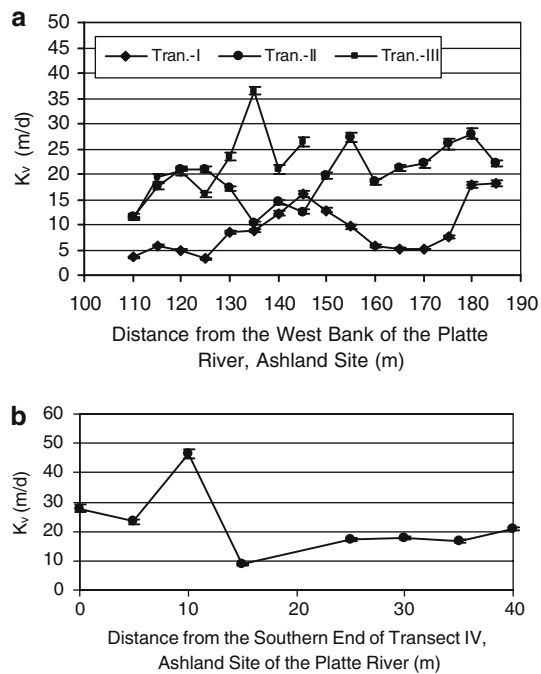 a
50
45
40
35
30
25
20
15
10
5
0
K_v (m/d)
Tran.-I Tran.-II Tran.-III
100 110 120 130 140 150 160 170 180 190
Distance from the West Bank of the Platte
River, Ashland Site (m)
b
60
50
40
30
20
10
0
K_v (m/d)
0 10 20 30 40
Distance from the Southern End of Transect IV,
Ashland Site of the Platte River (m)